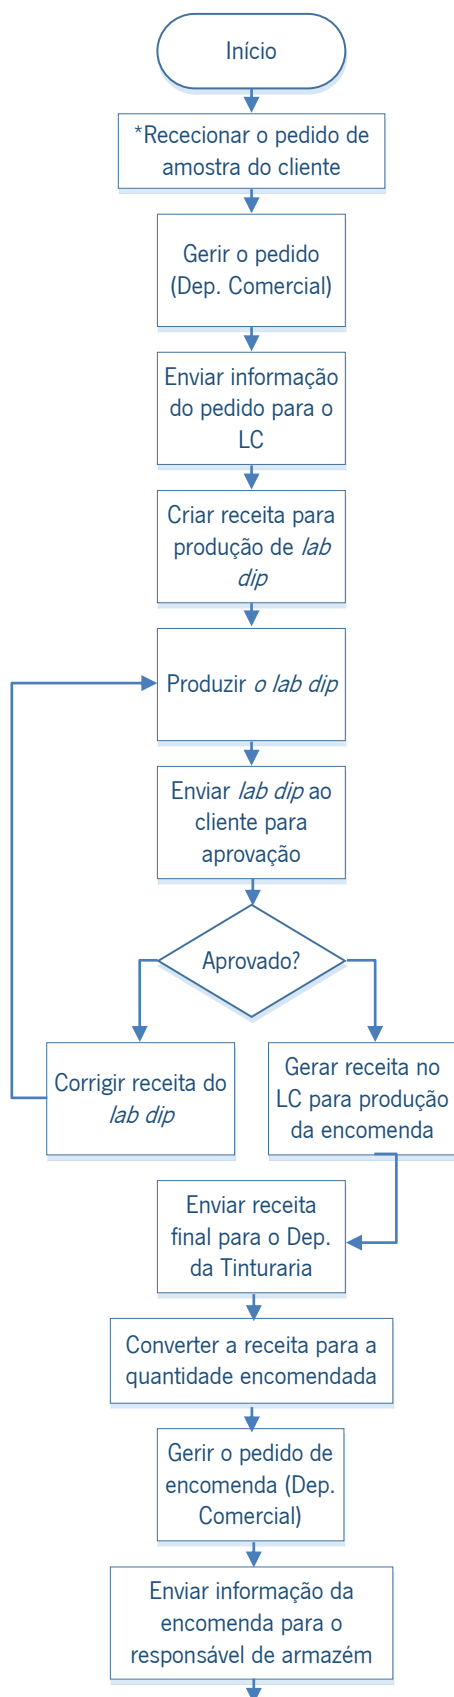 Início
*Rececionar o pedido de
amostra do cliente
Gerir o pedido
(Dep. Comercial)
Enviar informação
do pedido para o
LC
Criar receita para
produção de lab
dip
Produzir o lab dip
Enviar lab dip ao
cliente para
aprovação
Aprovado?
Corrigir receita do
lab dip
Gerar receita no
LC para produção
da encomenda
Enviar receita
final para o Dep.
da Tinturaria
Converter a receita para a
quantidade encomendada
Gerir o pedido de
encomenda (Dep.
Comercial)
Enviar informação da
encomenda para o
responsável de armazém